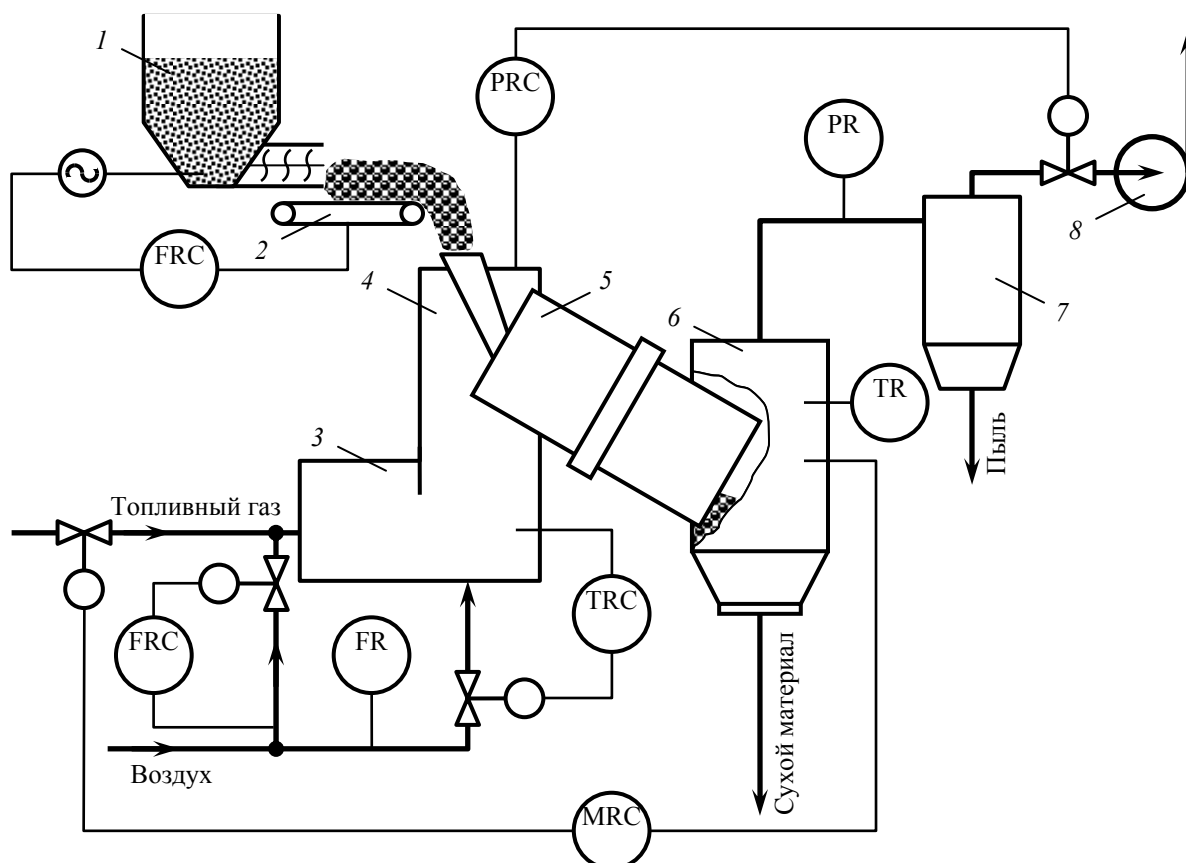 1
PRC
PR
FRC
2
4
5
6
7
8
TR
3
Топливный газ
Пыль
TRC
FRC
FR
Воздух
Сухой материал
MRC